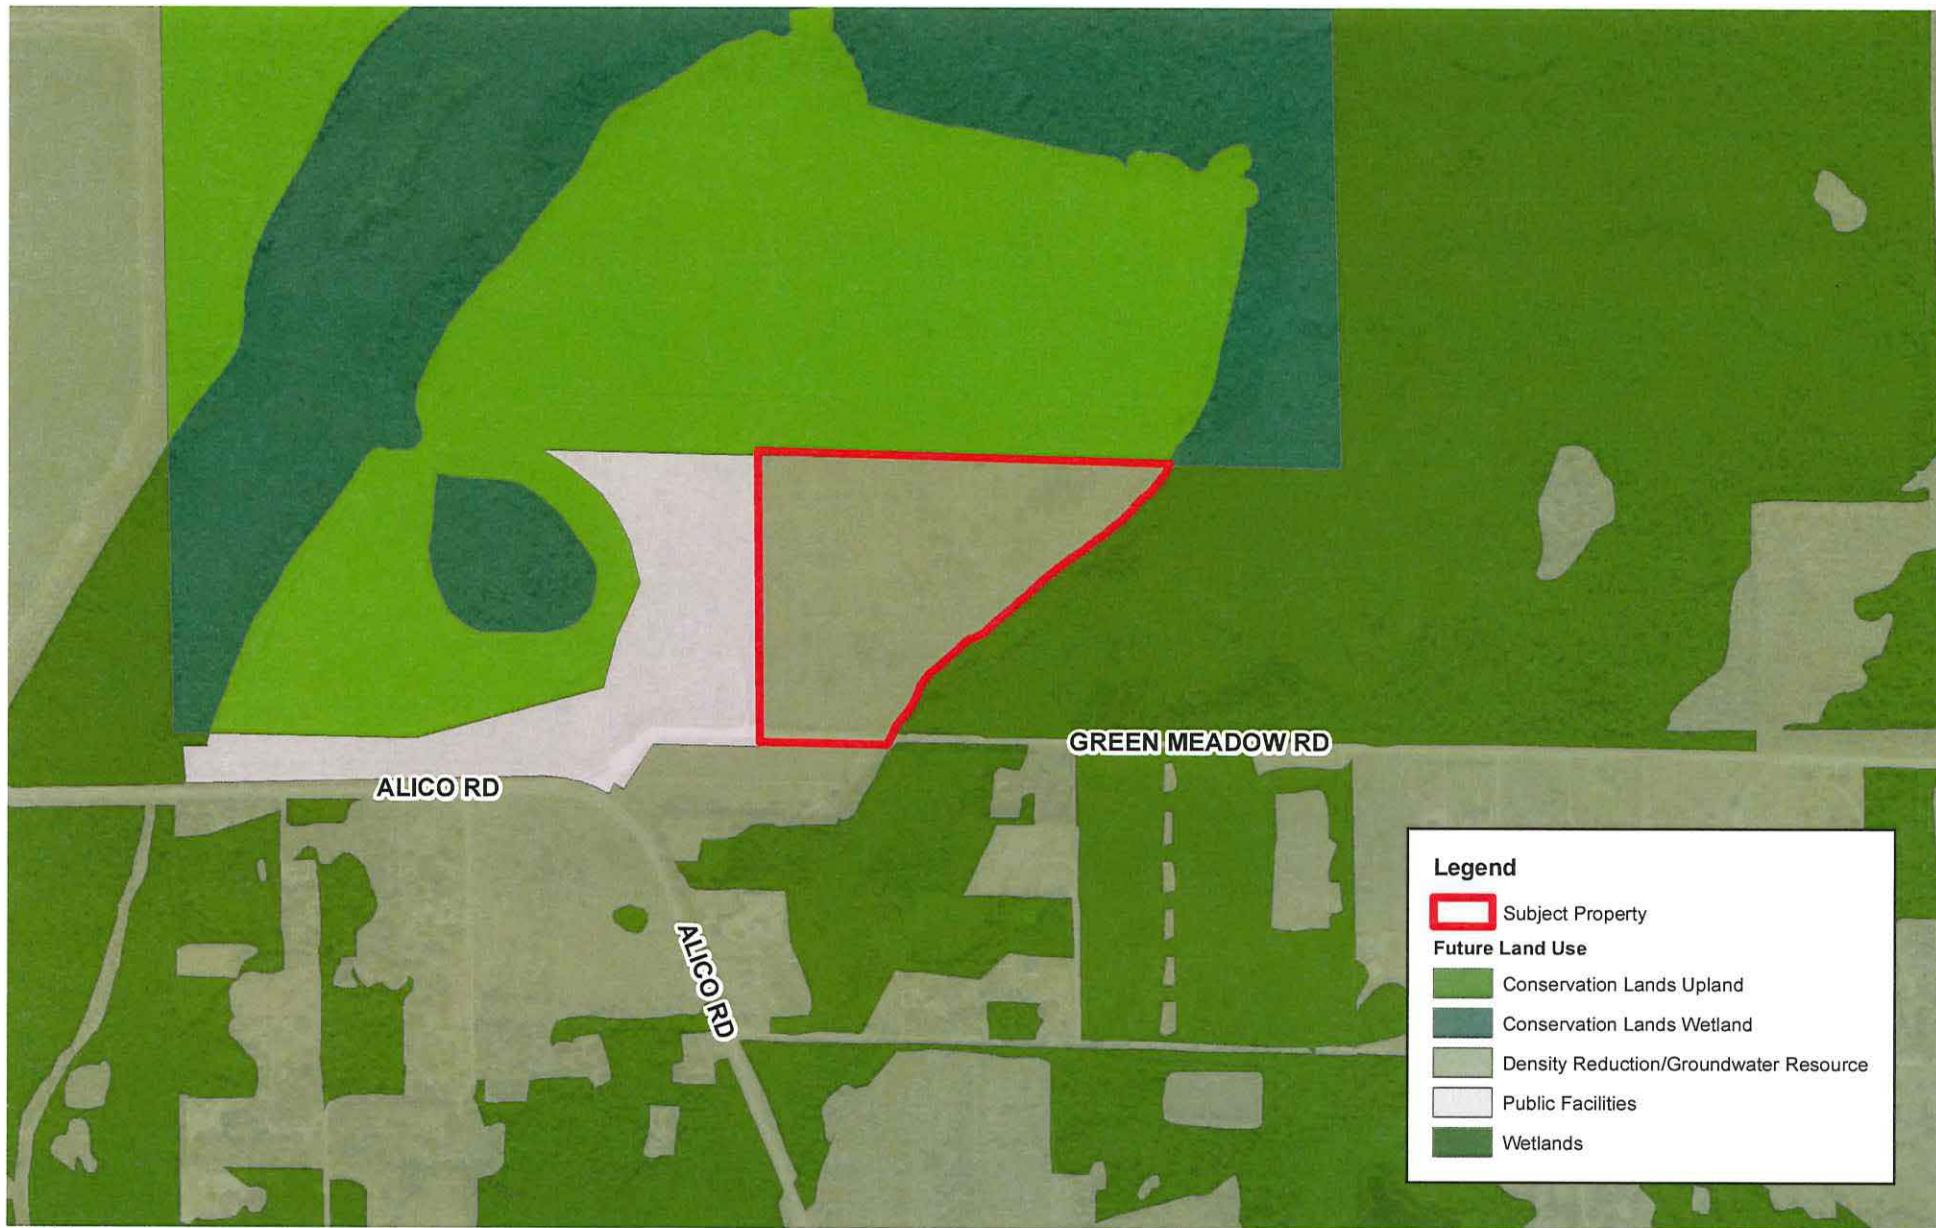 GREEN MEADOW RD
ALICO RD
ALICO RD
Legend
Subject Property
Future Land Use
Conservation Lands Upland
Conservation Lands Wetland
Density Reduction/Groundwater Resource
Public Facilities
Wetlands